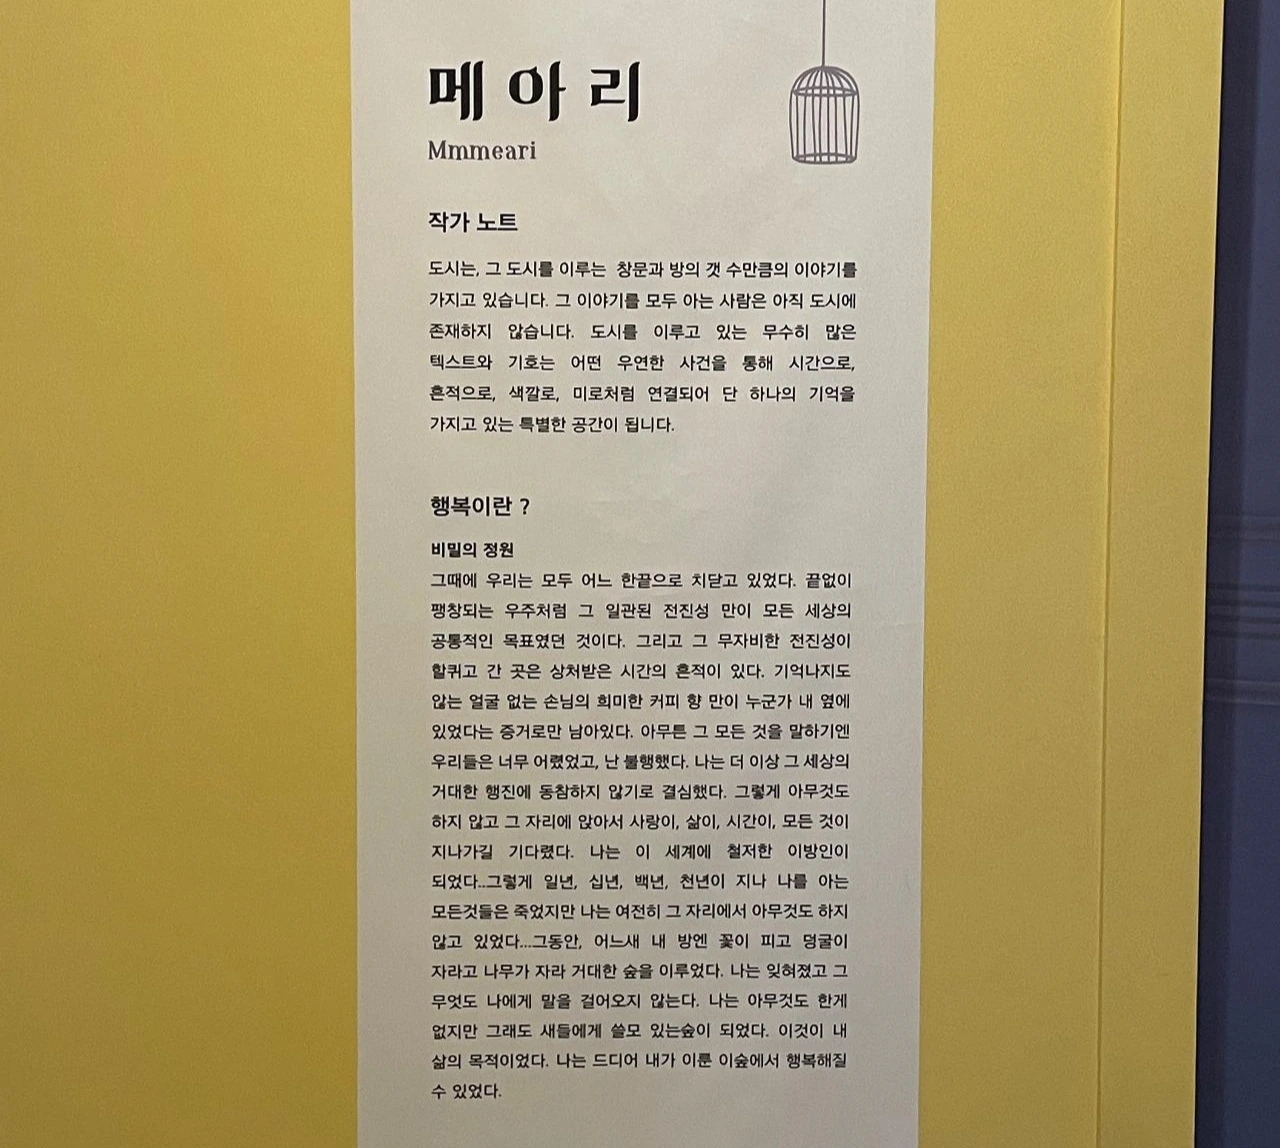 메아리
Mmmeari
작가 노트
도시는, 그 도시를 이루는 창문과 방의 갯 수만큼의 이야기를
가지고 있습니다. 그 이야기를 모두 아는 사람은 아직 도시에
존재하지 않습니다. 도시를 이루고 있는 무수히 많은
텍스트와 기호는 어떤 우연한 사건을 통해 시간으로,
흔적으로, 색깔로, 미로처럼 연결되어 단 하나의 기억을
가지고 있는 특별한 공간이 됩니다.
행복이란 ?
비밀의 정원
그때에 우리는 모두 어느 한끝으로 치닫고 있었다. 끝없이
팽창되는 우주처럼 그 일관된 전진성 만이 모든 세상의
공통적인 목표였던 것이다. 그리고 그 무자비한 전진성이
할퀴고 간 곳은 상처받은 시간의 흔적이 있다. 기억나지도
않는 얼굴 없는 손님의 희미한 커피 향 만이 누군가 내 옆에
있었다는 증거로만 남아있다. 아무튼 그 모든 것을 말하기엔
우리들은 너무 어렸었고, 난 불행했다. 나는 더 이상 그 세상의
거대한 행진에 동참하지 않기로 결심했다. 그렇게 아무것도
하지 않고 그 자리에 앉아서 사랑이, 삶이, 시간이, 모든 것이
지나가길 기다렸다. 나는 이 세계에 철저한 이방인이
되었다..그렇게 일년, 십년, 백년, 천년이 지나 나를 아는
모든것들은 죽었지만 나는 여전히 그 자리에서 아무것도 하지
않고 있었다...그동안, 어느새 내 방엔 꽃이 피고 덩굴이
자라고 나무가 자라 거대한 숲을 이루었다. 나는 잊혀졌고 그
무엇도 나에게 말을 걸어오지 않는다. 나는 아무것도 한게
없지만 그래도 새들에게 쓸모 있는숲이 되었다. 이것이 내
삶의 목적이었다. 나는 드디어 내가 이룬 이숲에서 행복해질
수 있었다.